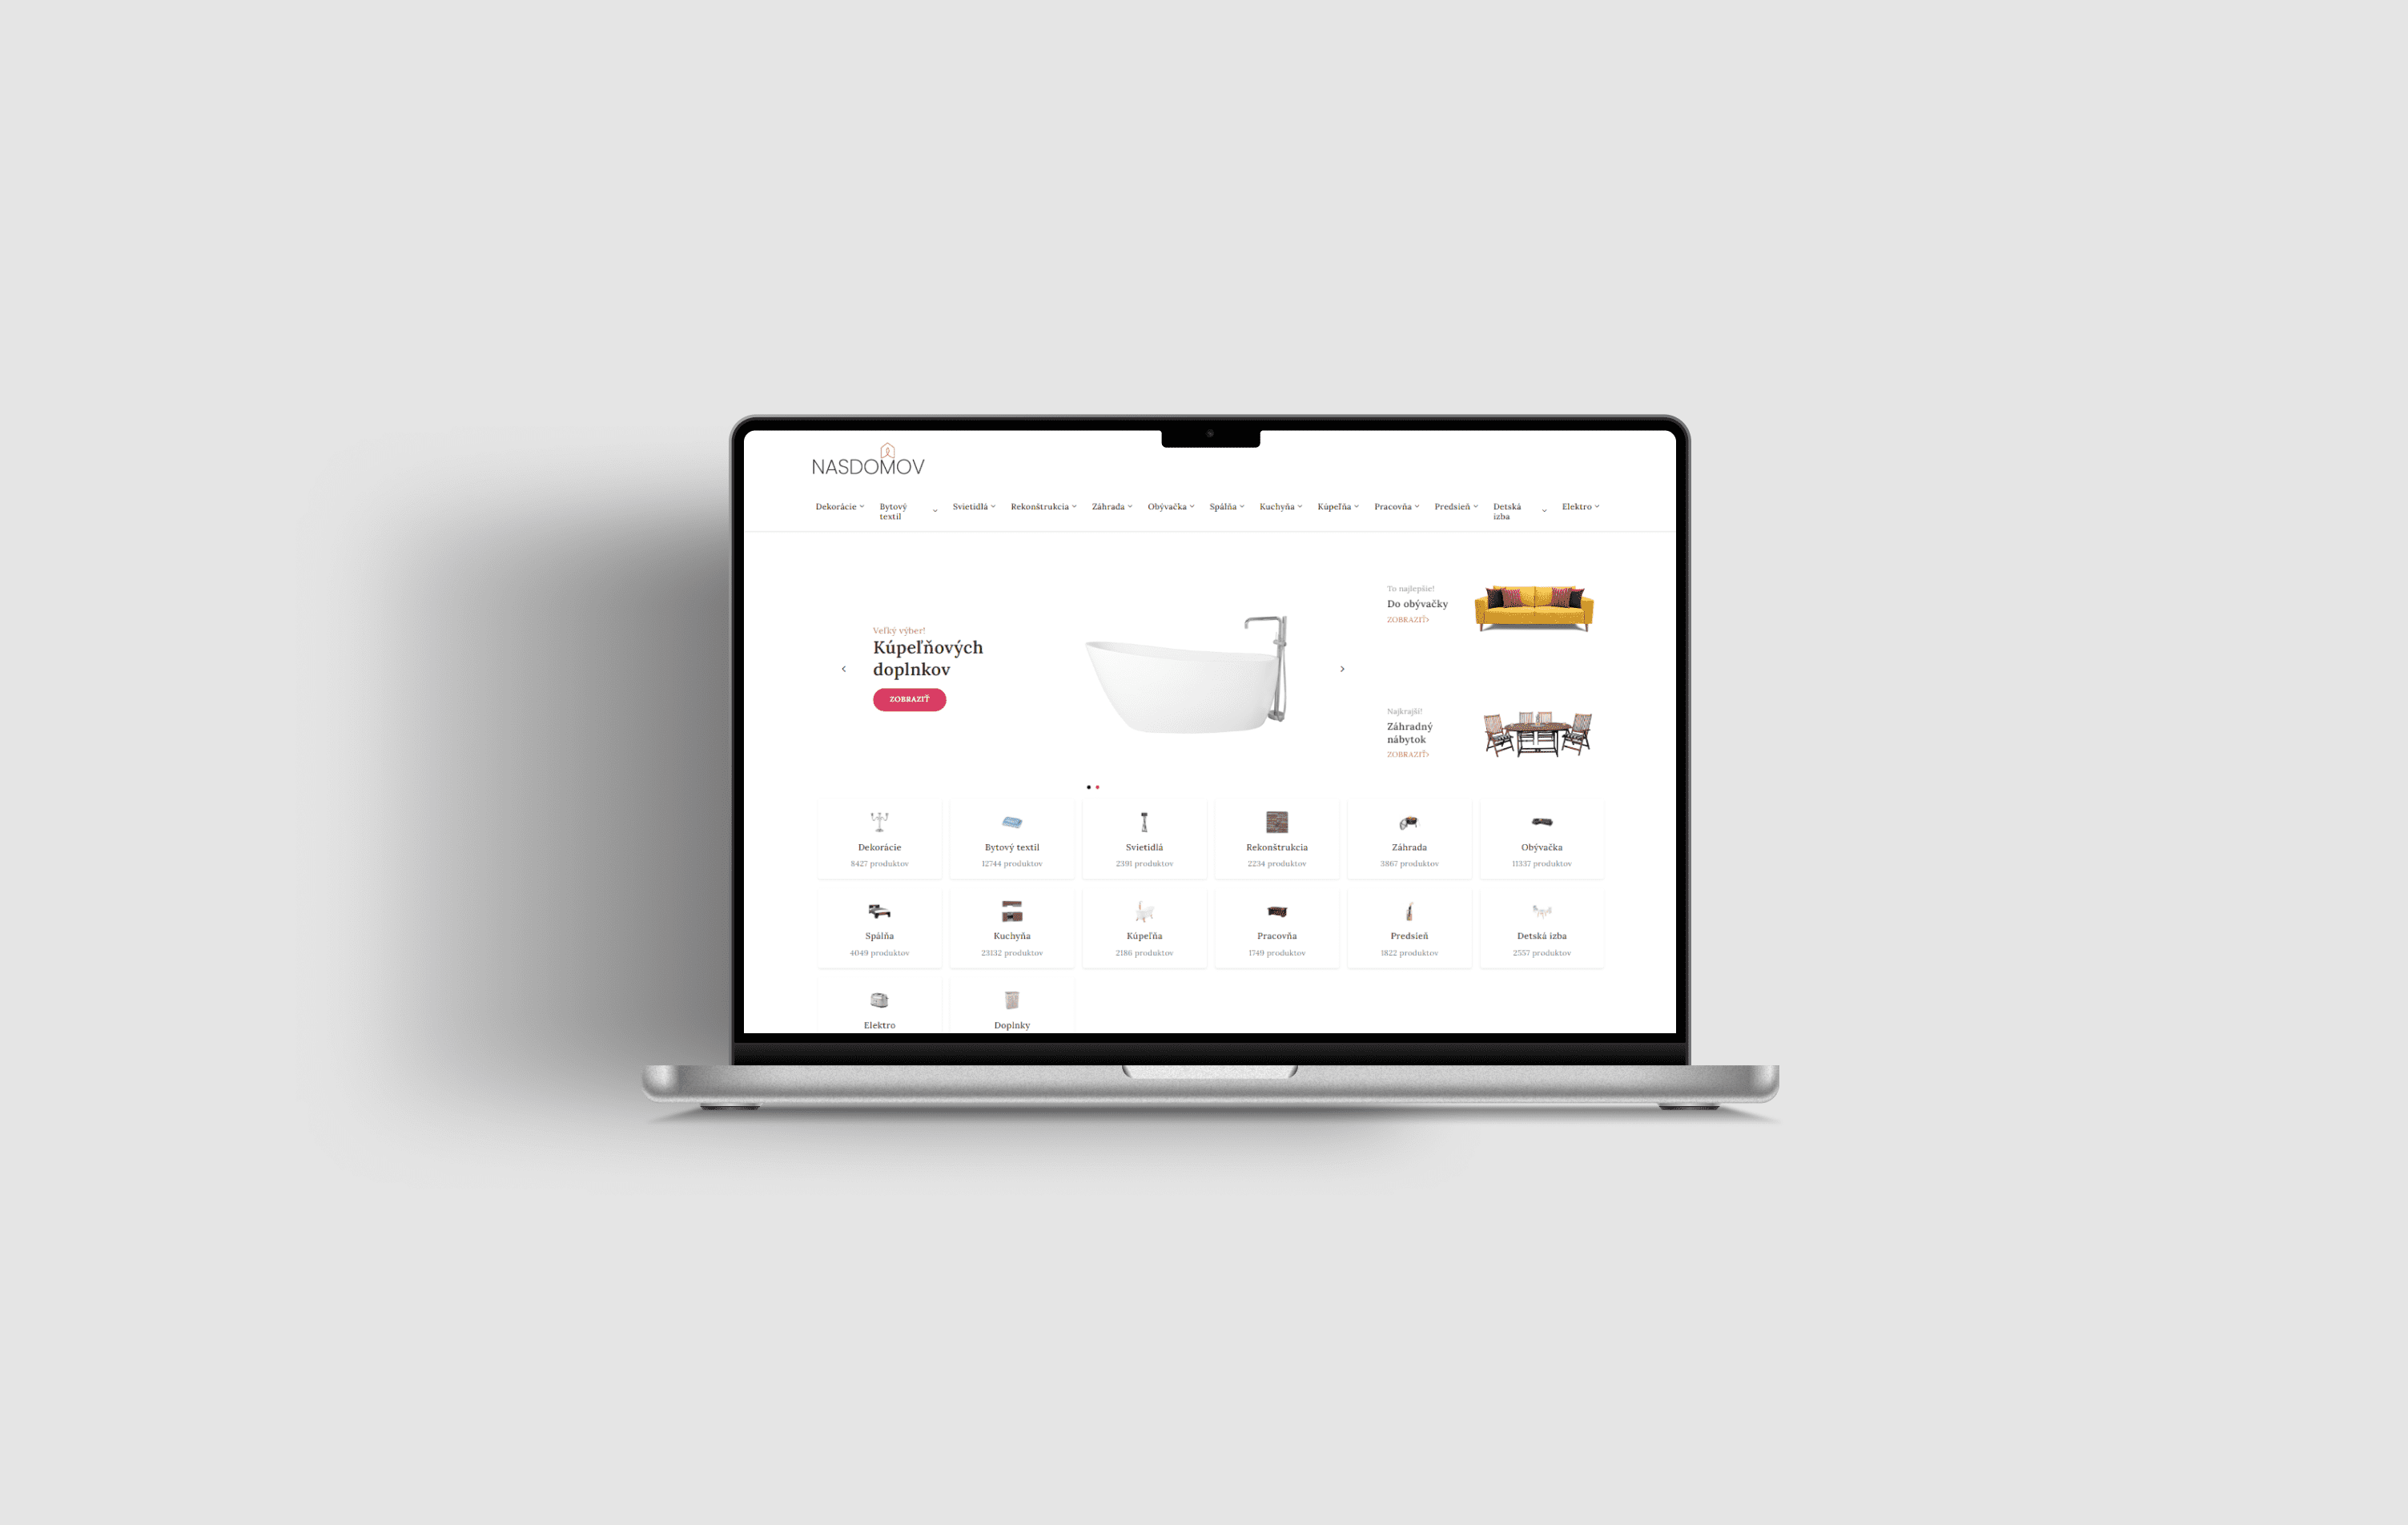 NASDOMOV
Dekorácie
Bytový
textil
Svietidlá
Rekonštrukcia
Záhrada
Obývačka
Spálňa
Kuchyňa
Kúpeľňa
Pracovňa
Predsieň
Detská
izba
Elektro
Veľký výber!
Kúpeľňových
doplnkov
ZOBRAZIŤ
To najlepšie!
Do obývačky
ZOBRAZIŤ>
Najkrajší!
Záhradný
nábytok
ZOBRAZIŤ>
Dekorácie
8427 produktov
Bytový textil
12744 produktov
Svietidlá
2391 produktov
Rekonštrukcia
2234 produktov
Záhrada
3867 produktov
Obývačka
11337 produktov
Spálňa
4049 produktov
Kuchyňa
23132 produktov
Kúpeľňa
2186 produktov
Pracovňa
1749 produktov
Predsieň
1822 produktov
Detská izba
2557 produktov
Elektro
Doplnky